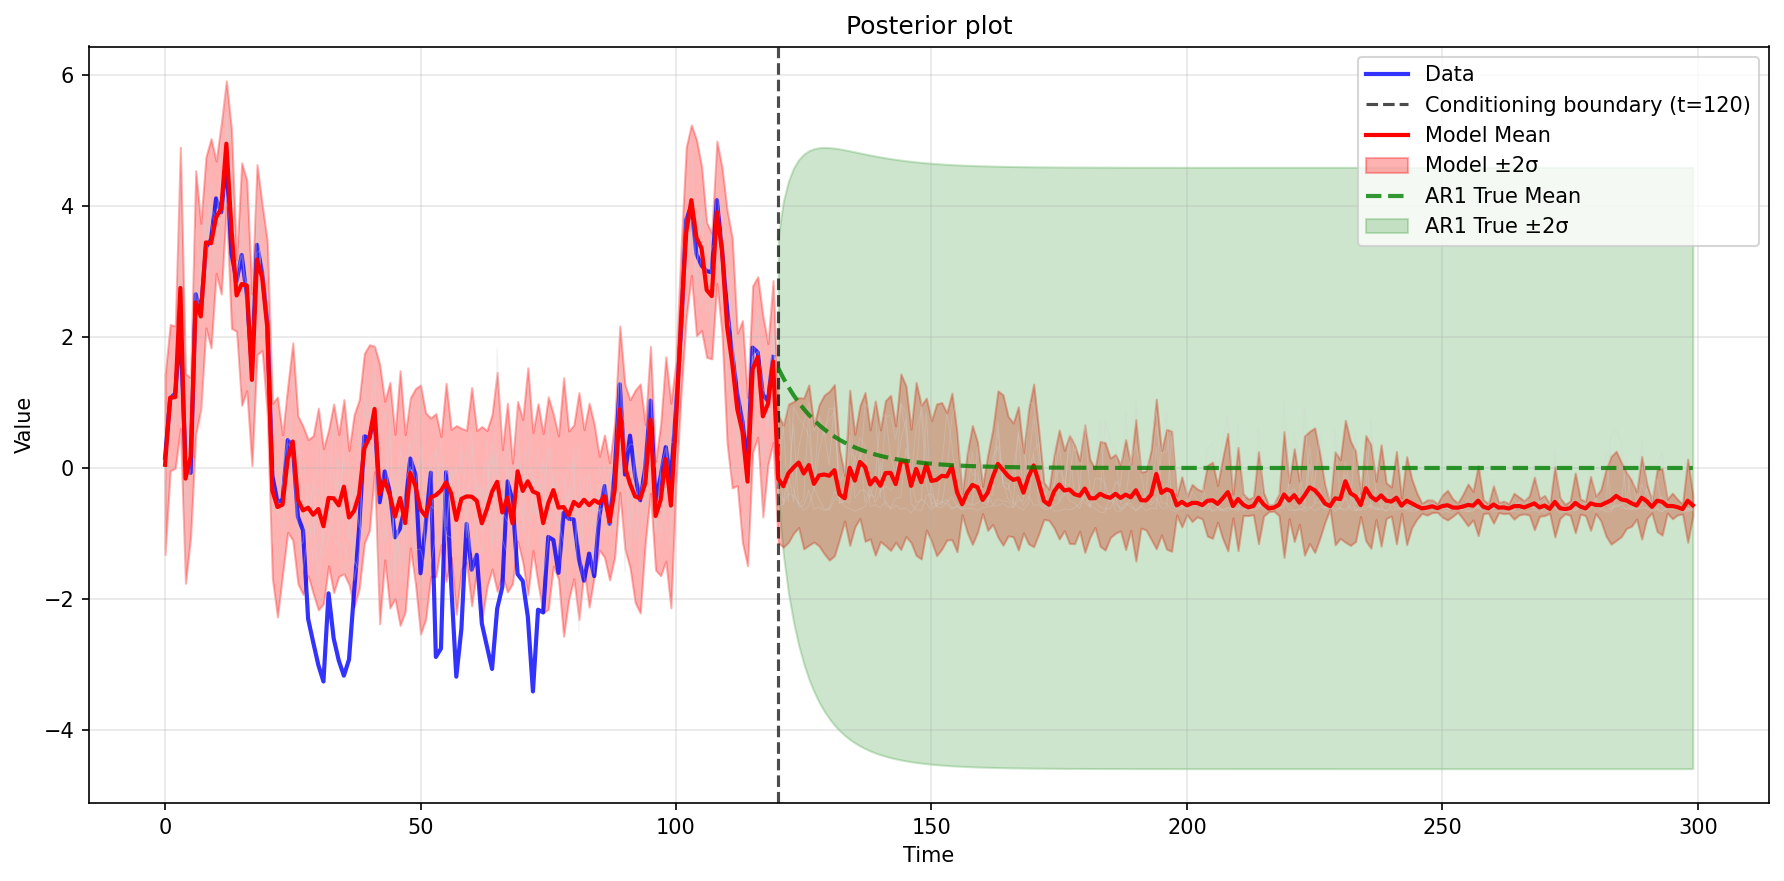 Posterior plot
Data
Conditioning boundary (t=120)
Model Mean
Model ±2σ
AR1 True Mean
AR1 True ±2σ
Value
6
4
2
0
−2
−4
0
50
100
150
200
250
300
Time